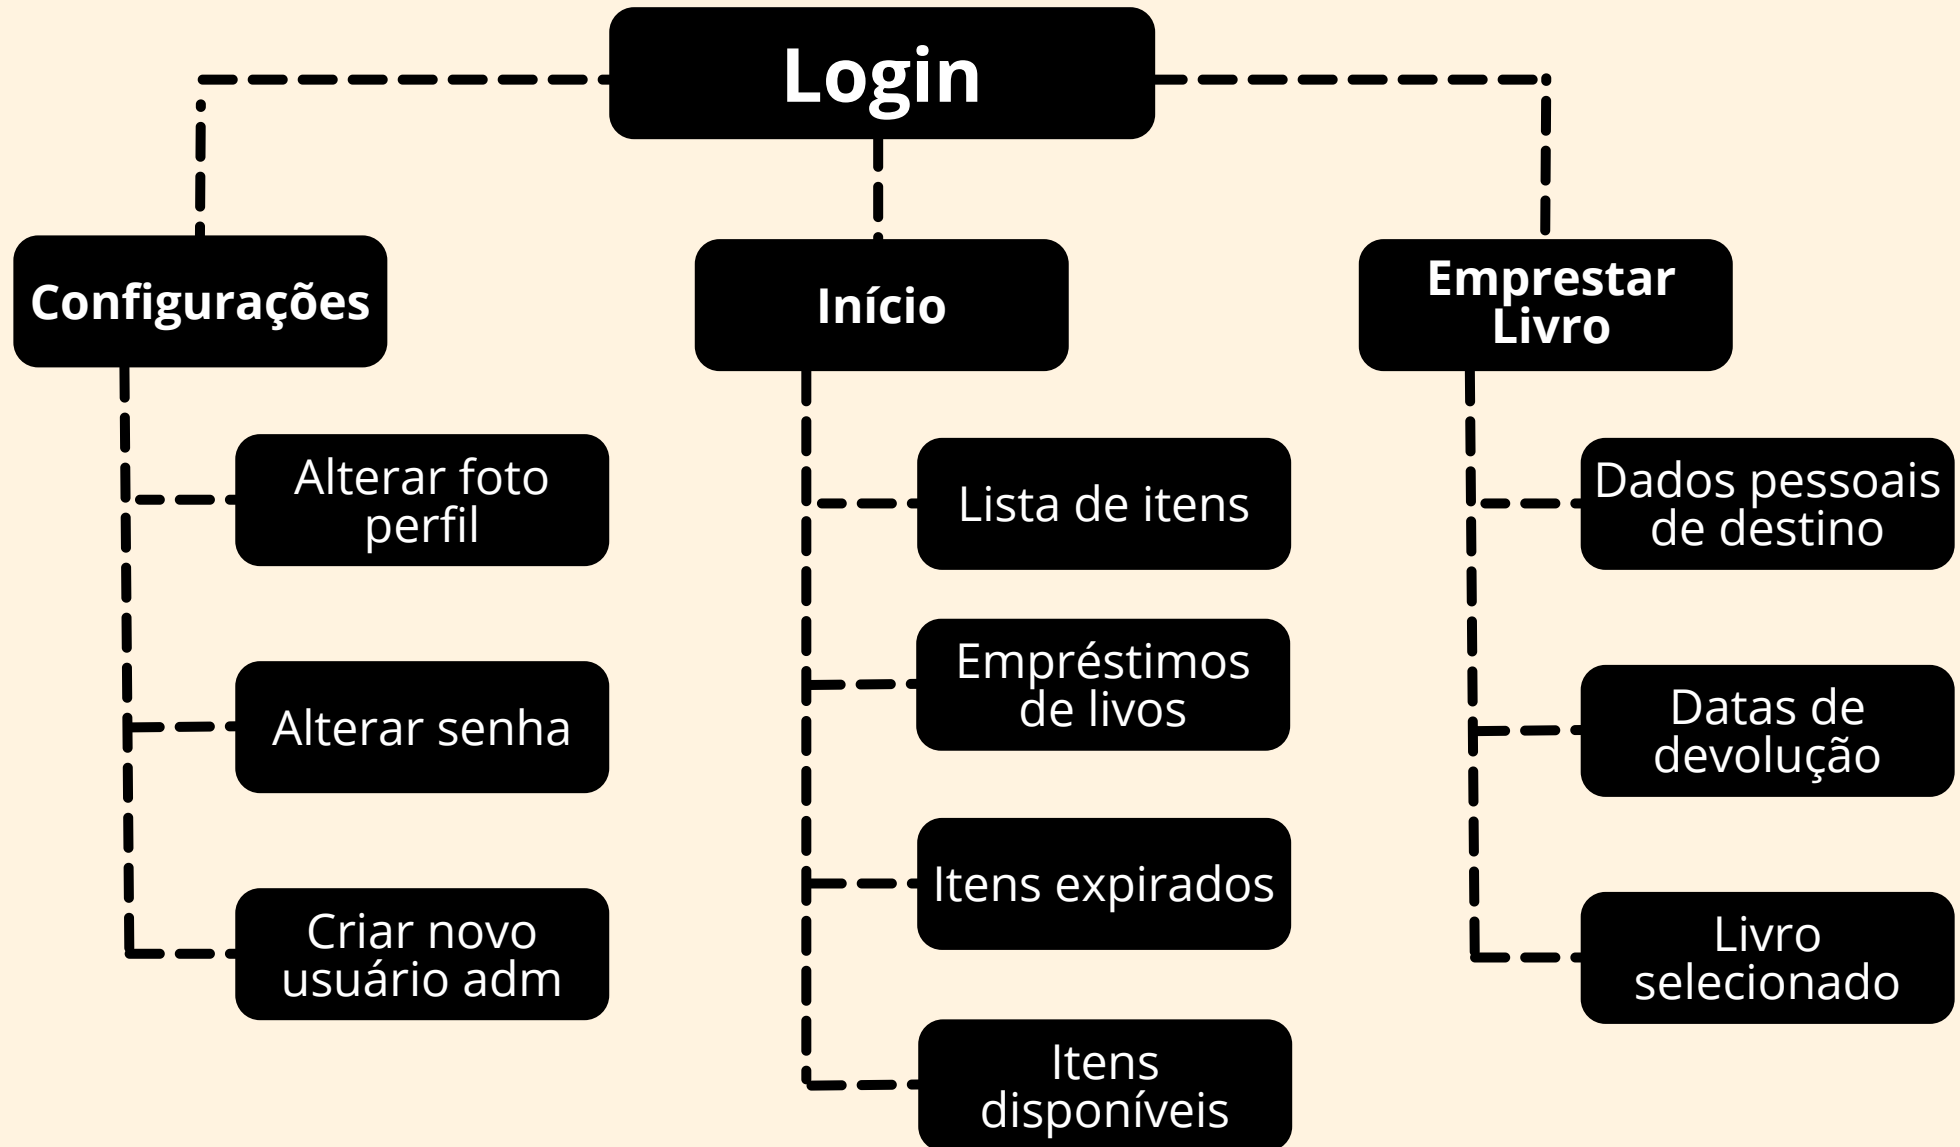 Login
Configurações
Alterar foto
perfil
Alterar senha
Criar novo
usuário adm
Início
Lista de itens
Empréstimos
de livos
Itens expirados
Itens
disponíveis
Emprestar
Livro
Dados pessoais
de destino
Datas de
devolução
Livro
selecionado